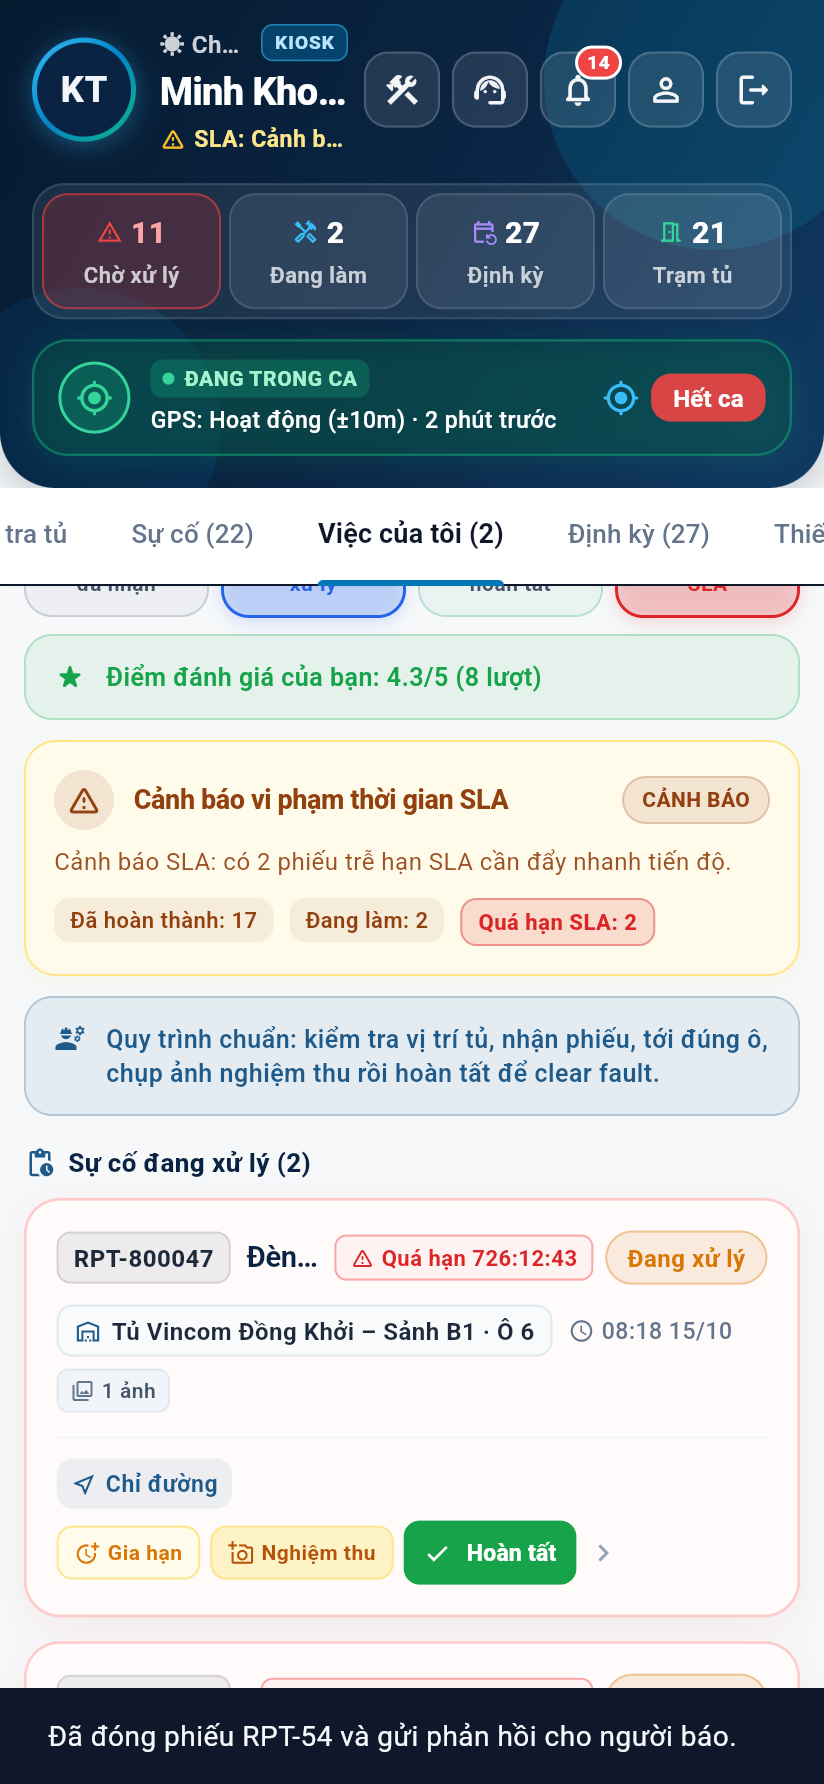 KT
Ch...
KIOSK
Minh Kho...
SLA: Cảnh b...
14
11
Chờ xử lý
2
Đang làm
27
Định kỳ
21
Trạm tủ
ĐANG TRONG CA
GPS: Hoạt động (±10m) · 2 phút trước
Hết ca
tra tủ
Sự cố (22)
Việc của tôi (2)
Định kỳ (27)
Thiế
đã nhận
xử lý
hoàn tất
SLA
Điểm đánh giá của bạn: 4.3/5 (8 lượt)
Cảnh báo vi phạm thời gian SLA
CẢNH BÁO
Cảnh báo SLA: có 2 phiếu trễ hạn SLA cần đẩy nhanh tiến độ.
Đã hoàn thành: 17
Đang làm: 2
Quá hạn SLA: 2
Quy trình chuẩn: kiểm tra vị trí tủ, nhận phiếu, tới đúng ô,
chụp ảnh nghiệm thu rồi hoàn tất để clear fault.
Sự cố đang xử lý (2)
RPT-800047
Đèn...
Quá hạn 726:12:43
Đang xử lý
Tủ Vincom Đồng Khởi – Sảnh B1 · Ô 6
08:18 15/10
1 ảnh
Chỉ đường
Gia hạn
Nghiệm thu
Hoàn tất
Đã đóng phiếu RPT-54 và gửi phản hồi cho người báo.